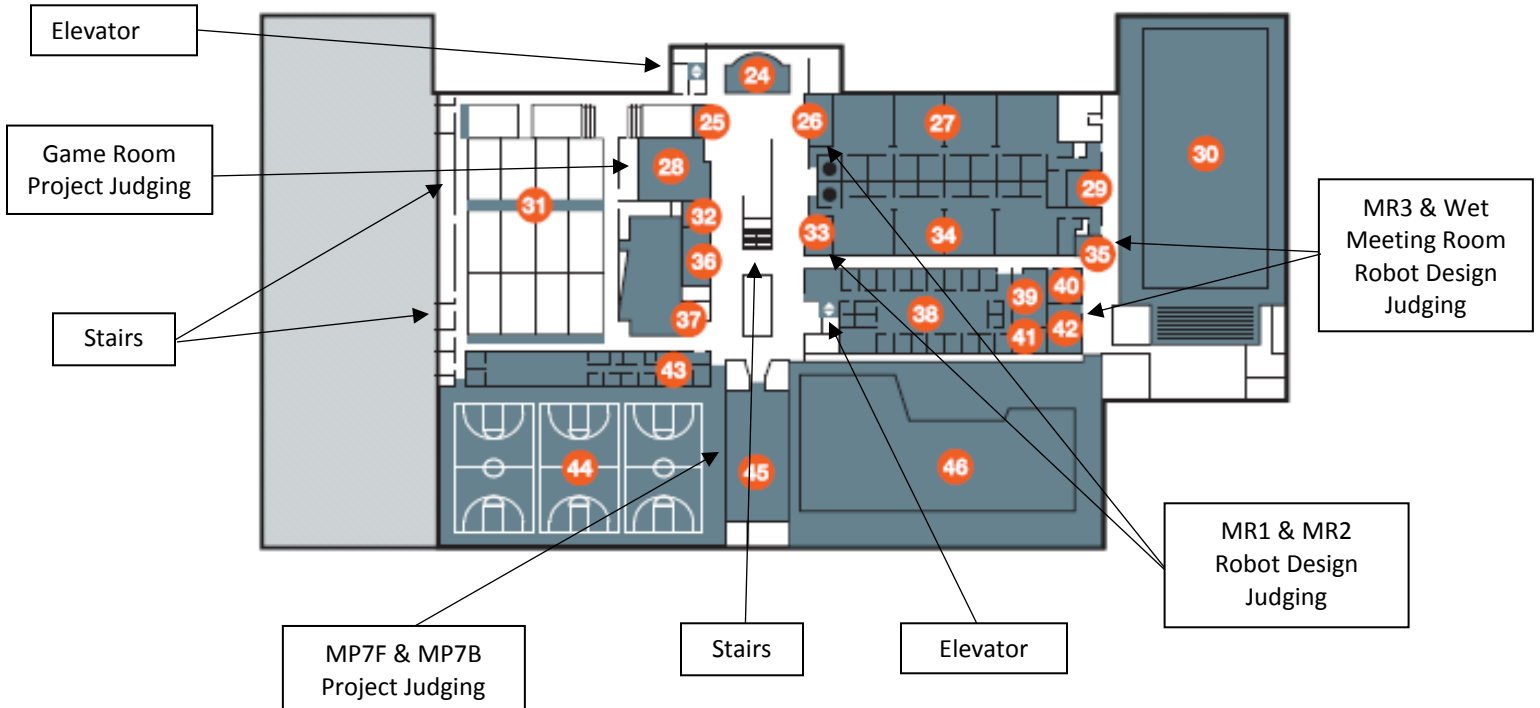 Elevator
24
25
26
27
Game Room
Project Judging
28
30
29
31
MR3 & Wet
Meeting Room
Robot Design
Judging
32
33
34
35
36
40
39
Stairs
37
38
42
41
43
44
45
46
MR1 & MR2
Robot Design
Judging
MP7F & MP7B
Project Judging
Stairs
Elevator